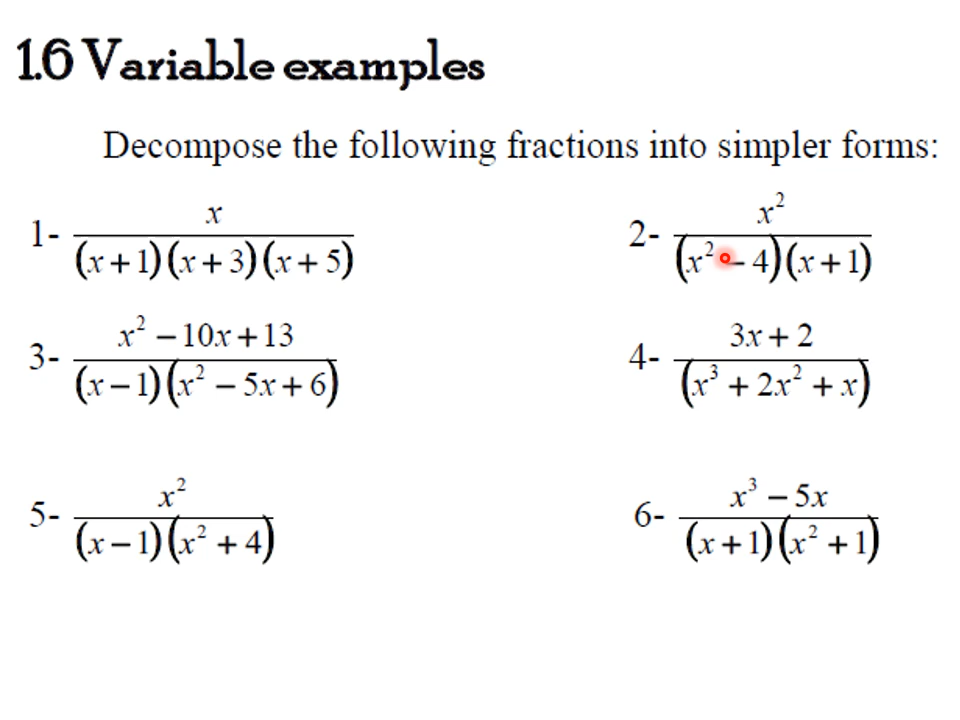 1.6 Variable examples
Decompose the following fractions into simpler forms:
1- x / (x + 1)(x + 3)(x + 5)
2- x² / (x² – 4)(x + 1)
3- x² – 10x + 13 / (x – 1)(x² – 5x + 6)
4- 3x + 2 / (x³ + 2x² + x)
5- x² / (x – 1)(x² + 4)
6- x³ – 5x / (x + 1)(x² + 1)